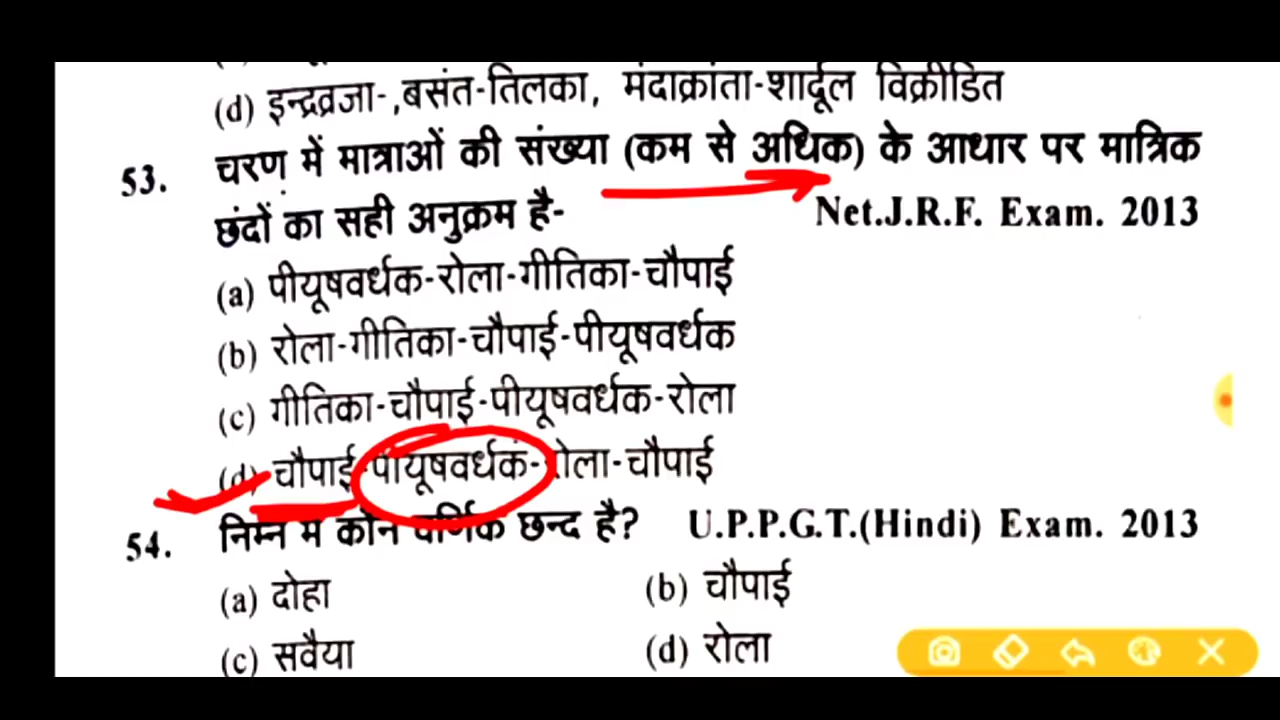 (d) इन्द्रव्रजा-,बसंत-तिलका, मंदाक्रांता-शार्दूल विक्रीडित
53. चरण में मात्राओं की संख्या (कम से अधिक) के आधार पर मात्रिक
छंदों का सही अनुक्रम है- Net.J.R.F. Exam. 2013
(a) पीयूषवर्धक-रोला-गीतिका-चौपाई
(b) रोला-गीतिका-चौपाई-पीयूषवर्धक
(c) गीतिका-चौपाई-पीयूषवर्धक-रोला
(d) चौपाई-पीयूषवर्धक-रोला-चौपाई
54. निम्न म कौन वर्णिक छन्द है? U.P.P.G.T.(Hindi) Exam. 2013
(a) दोहा (b) चौपाई
(c) सवैया (d) रोला